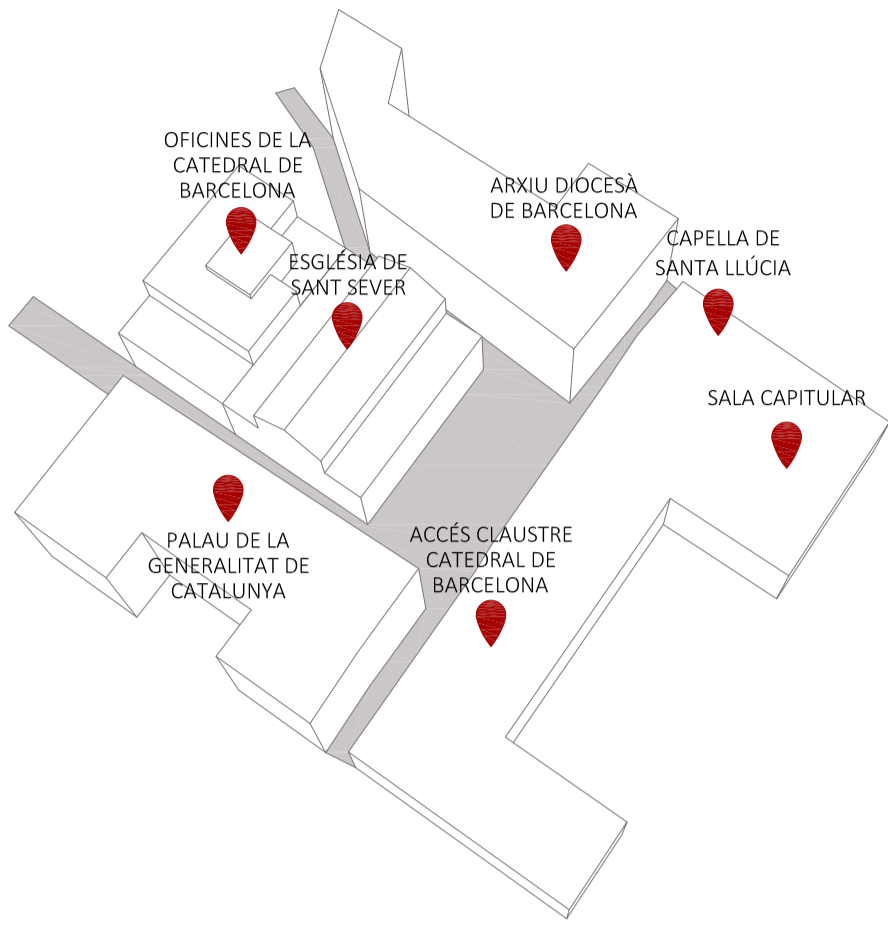 OFICINES DE LA
CATEDRAL DE
BARCELONA
ARXIU DIOCESÀ
DE BARCELONA
CAPELLA DE
SANTA LLÚCIA
ESGLÉSIA DE
SANT SEVER
SALA CAPITULAR
PALAU DE LA
GENERALITAT DE
CATALUNYA
ACCÉS CLAUSTRE
CATEDRAL DE
BARCELONA